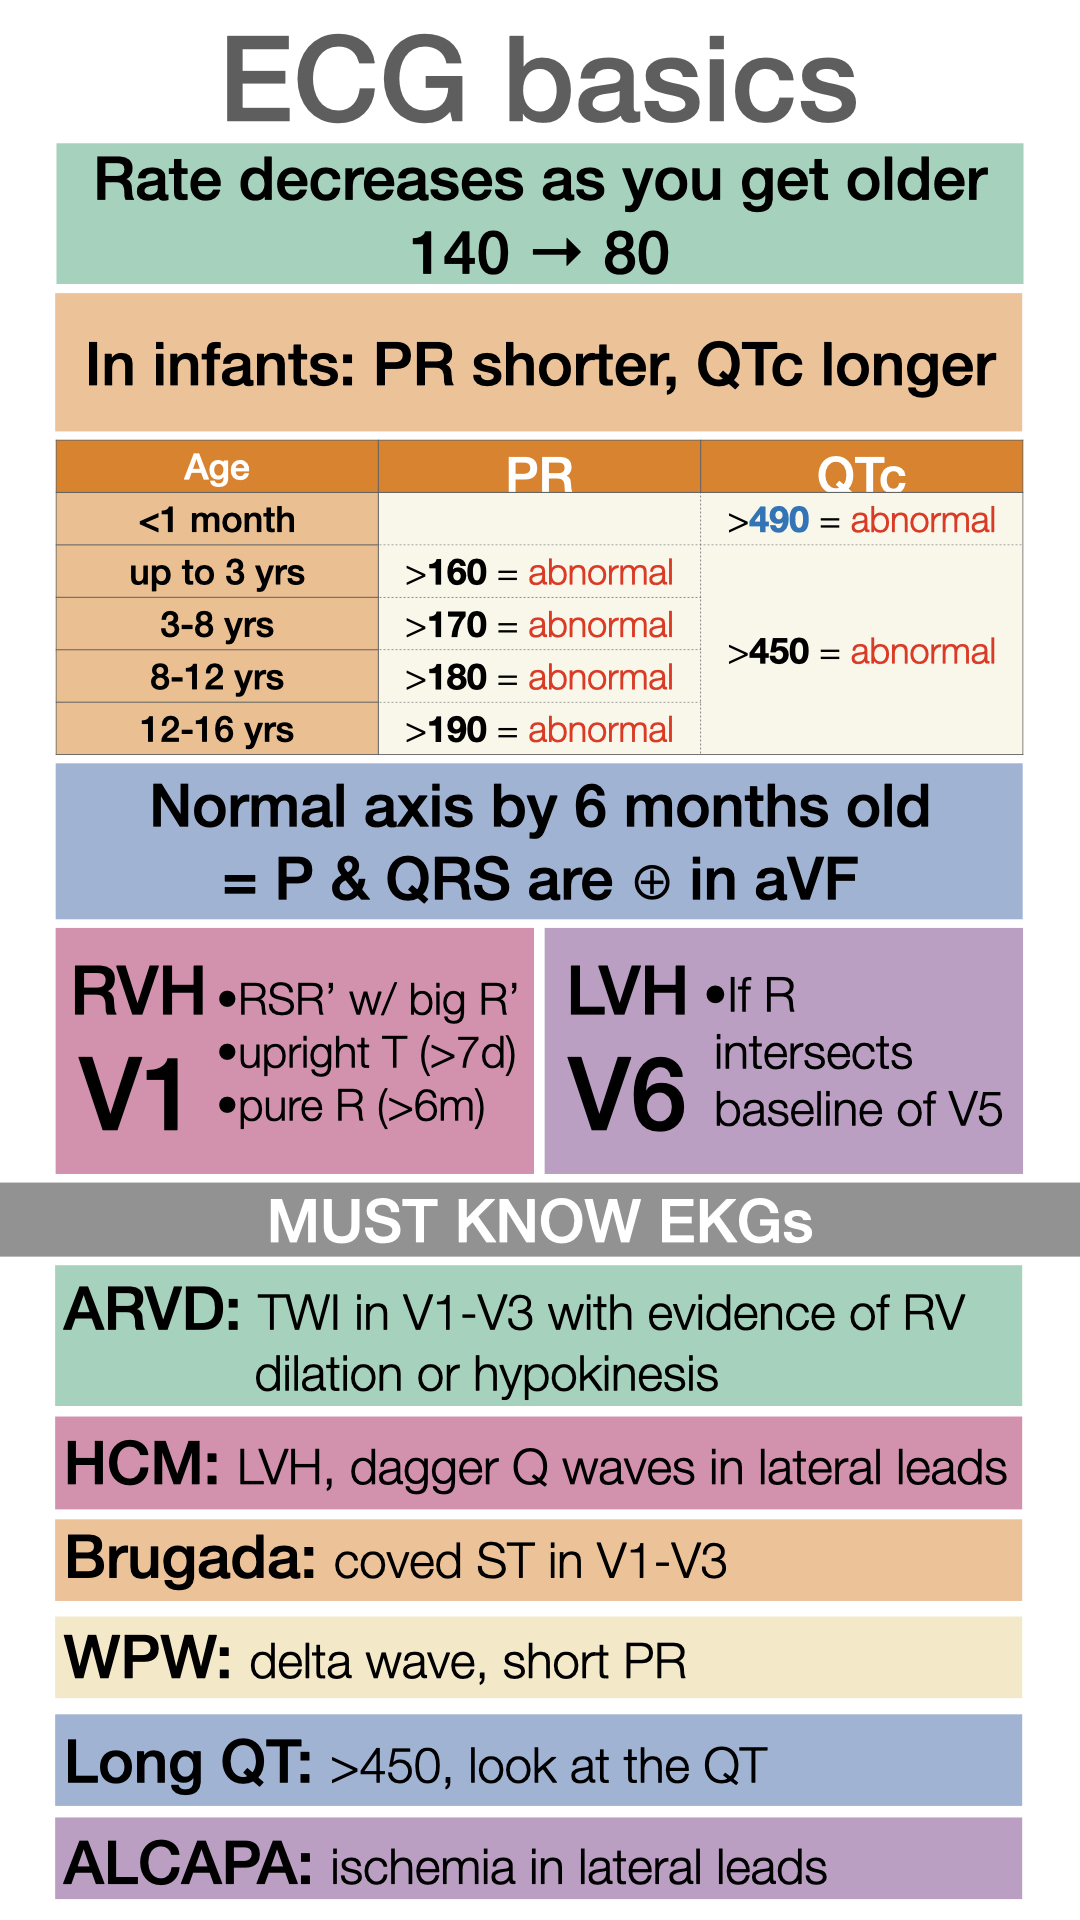 ECG basics
Rate decreases as you get older
140 → 80
In infants: PR shorter, QTc longer
Age PR QTc
<1 month >490 = abnormal
up to 3 yrs >160 = abnormal
3-8 yrs >170 = abnormal
>450 = abnormal
8-12 yrs >180 = abnormal
12-16 yrs >190 = abnormal
Normal axis by 6 months old
= P & QRS are ⊕ in aVF
RVH
V1
•RSR’ w/ big R’
•upright T (>7d)
•pure R (>6m)
LVH
V6
•If R
intersects
baseline of V5
MUST KNOW EKGs
ARVD: TWI in V1-V3 with evidence of RV
dilation or hypokinesis
HCM: LVH, dagger Q waves in lateral leads
Brugada: coved ST in V1-V3
WPW: delta wave, short PR
Long QT: >450, look at the QT
ALCAPA: ischemia in lateral leads